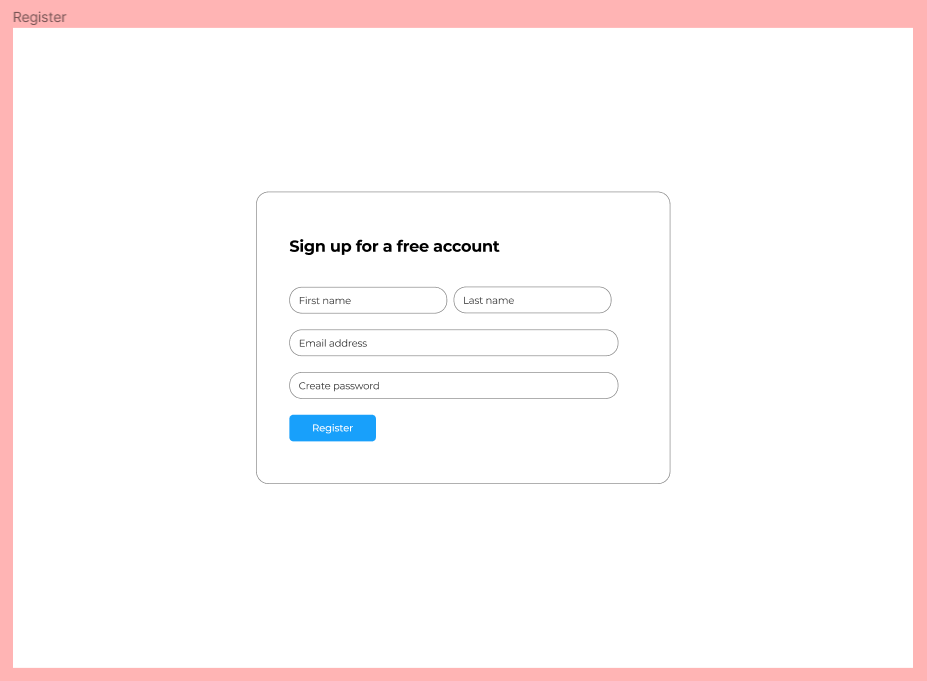 Register
Sign up for a free account
First name
Last name
Email address
Create password
Register